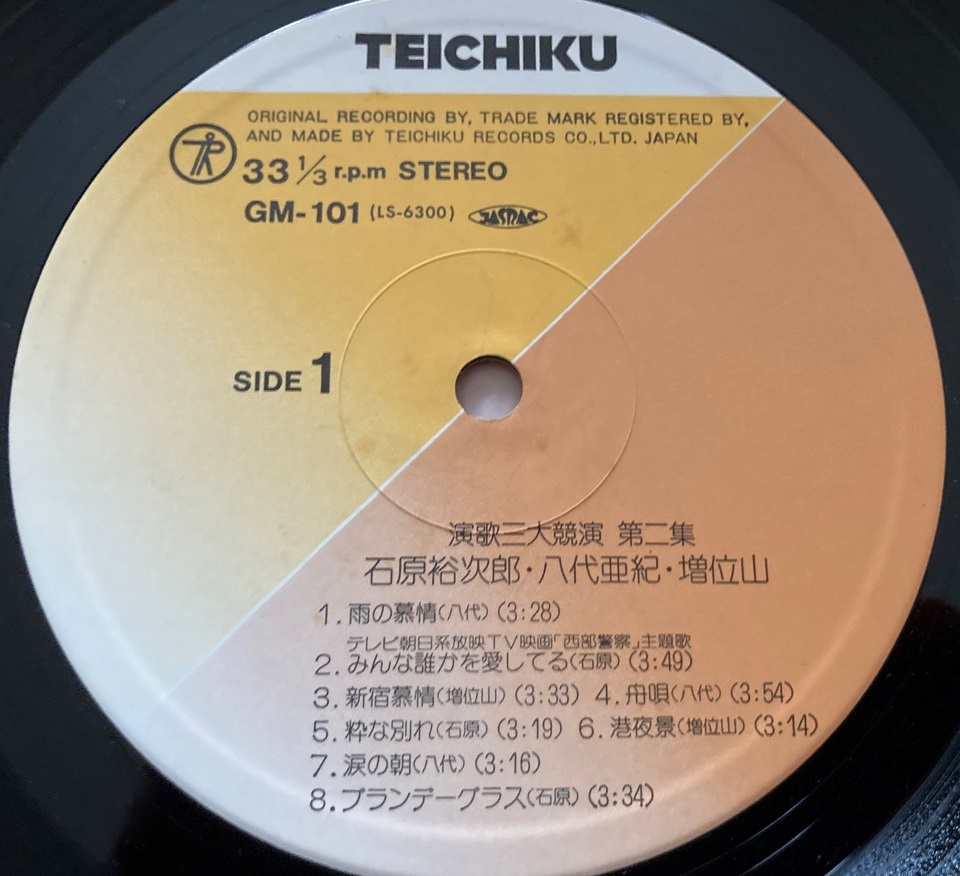 TEICHIKU
ORIGINAL RECORDING BY, TRADE MARK REGISTERED BY,
AND MADE BY TEICHIKU RECORDS CO.,LTD. JAPAN
33 1/3 r.p.m STEREO
GM-101 (LS-6300) JASRAC
SIDE 1
演歌三大競演 第二集
石原裕次郎・八代亜紀・増位山
1. 雨の慕情(八代) (3:28)
テレビ朝日系放映TV映画「西部警察」主題歌
2. みんな誰かを愛してる(石原) (3:49)
3. 新宿慕情(増位山) (3:33) 4. 舟唄(八代) (3:54)
5. 粋な別れ(石原) (3:19) 6. 港夜景(増位山) (3:14)
7. 涙の朝(八代) (3:16)
8. ブランデーグラス(石原) (3:34)